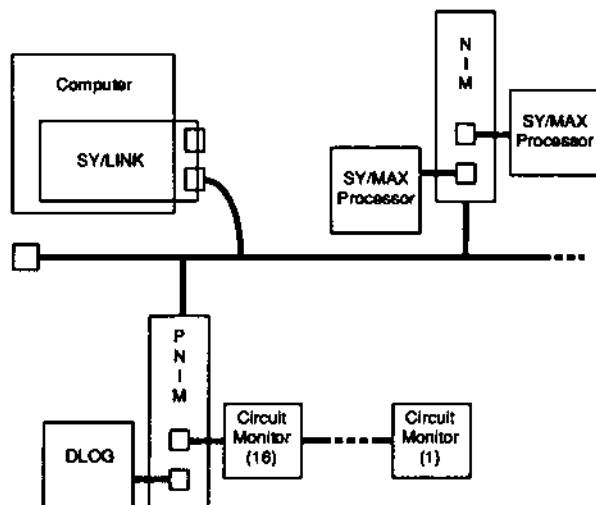 N
I
M
Computer
SY/LINK
SY/MAX
Processor
SY/MAX
Processor
P
N
I
M
Circuit
Monitor
(16)
Circuit
Monitor
(1)
DLOG